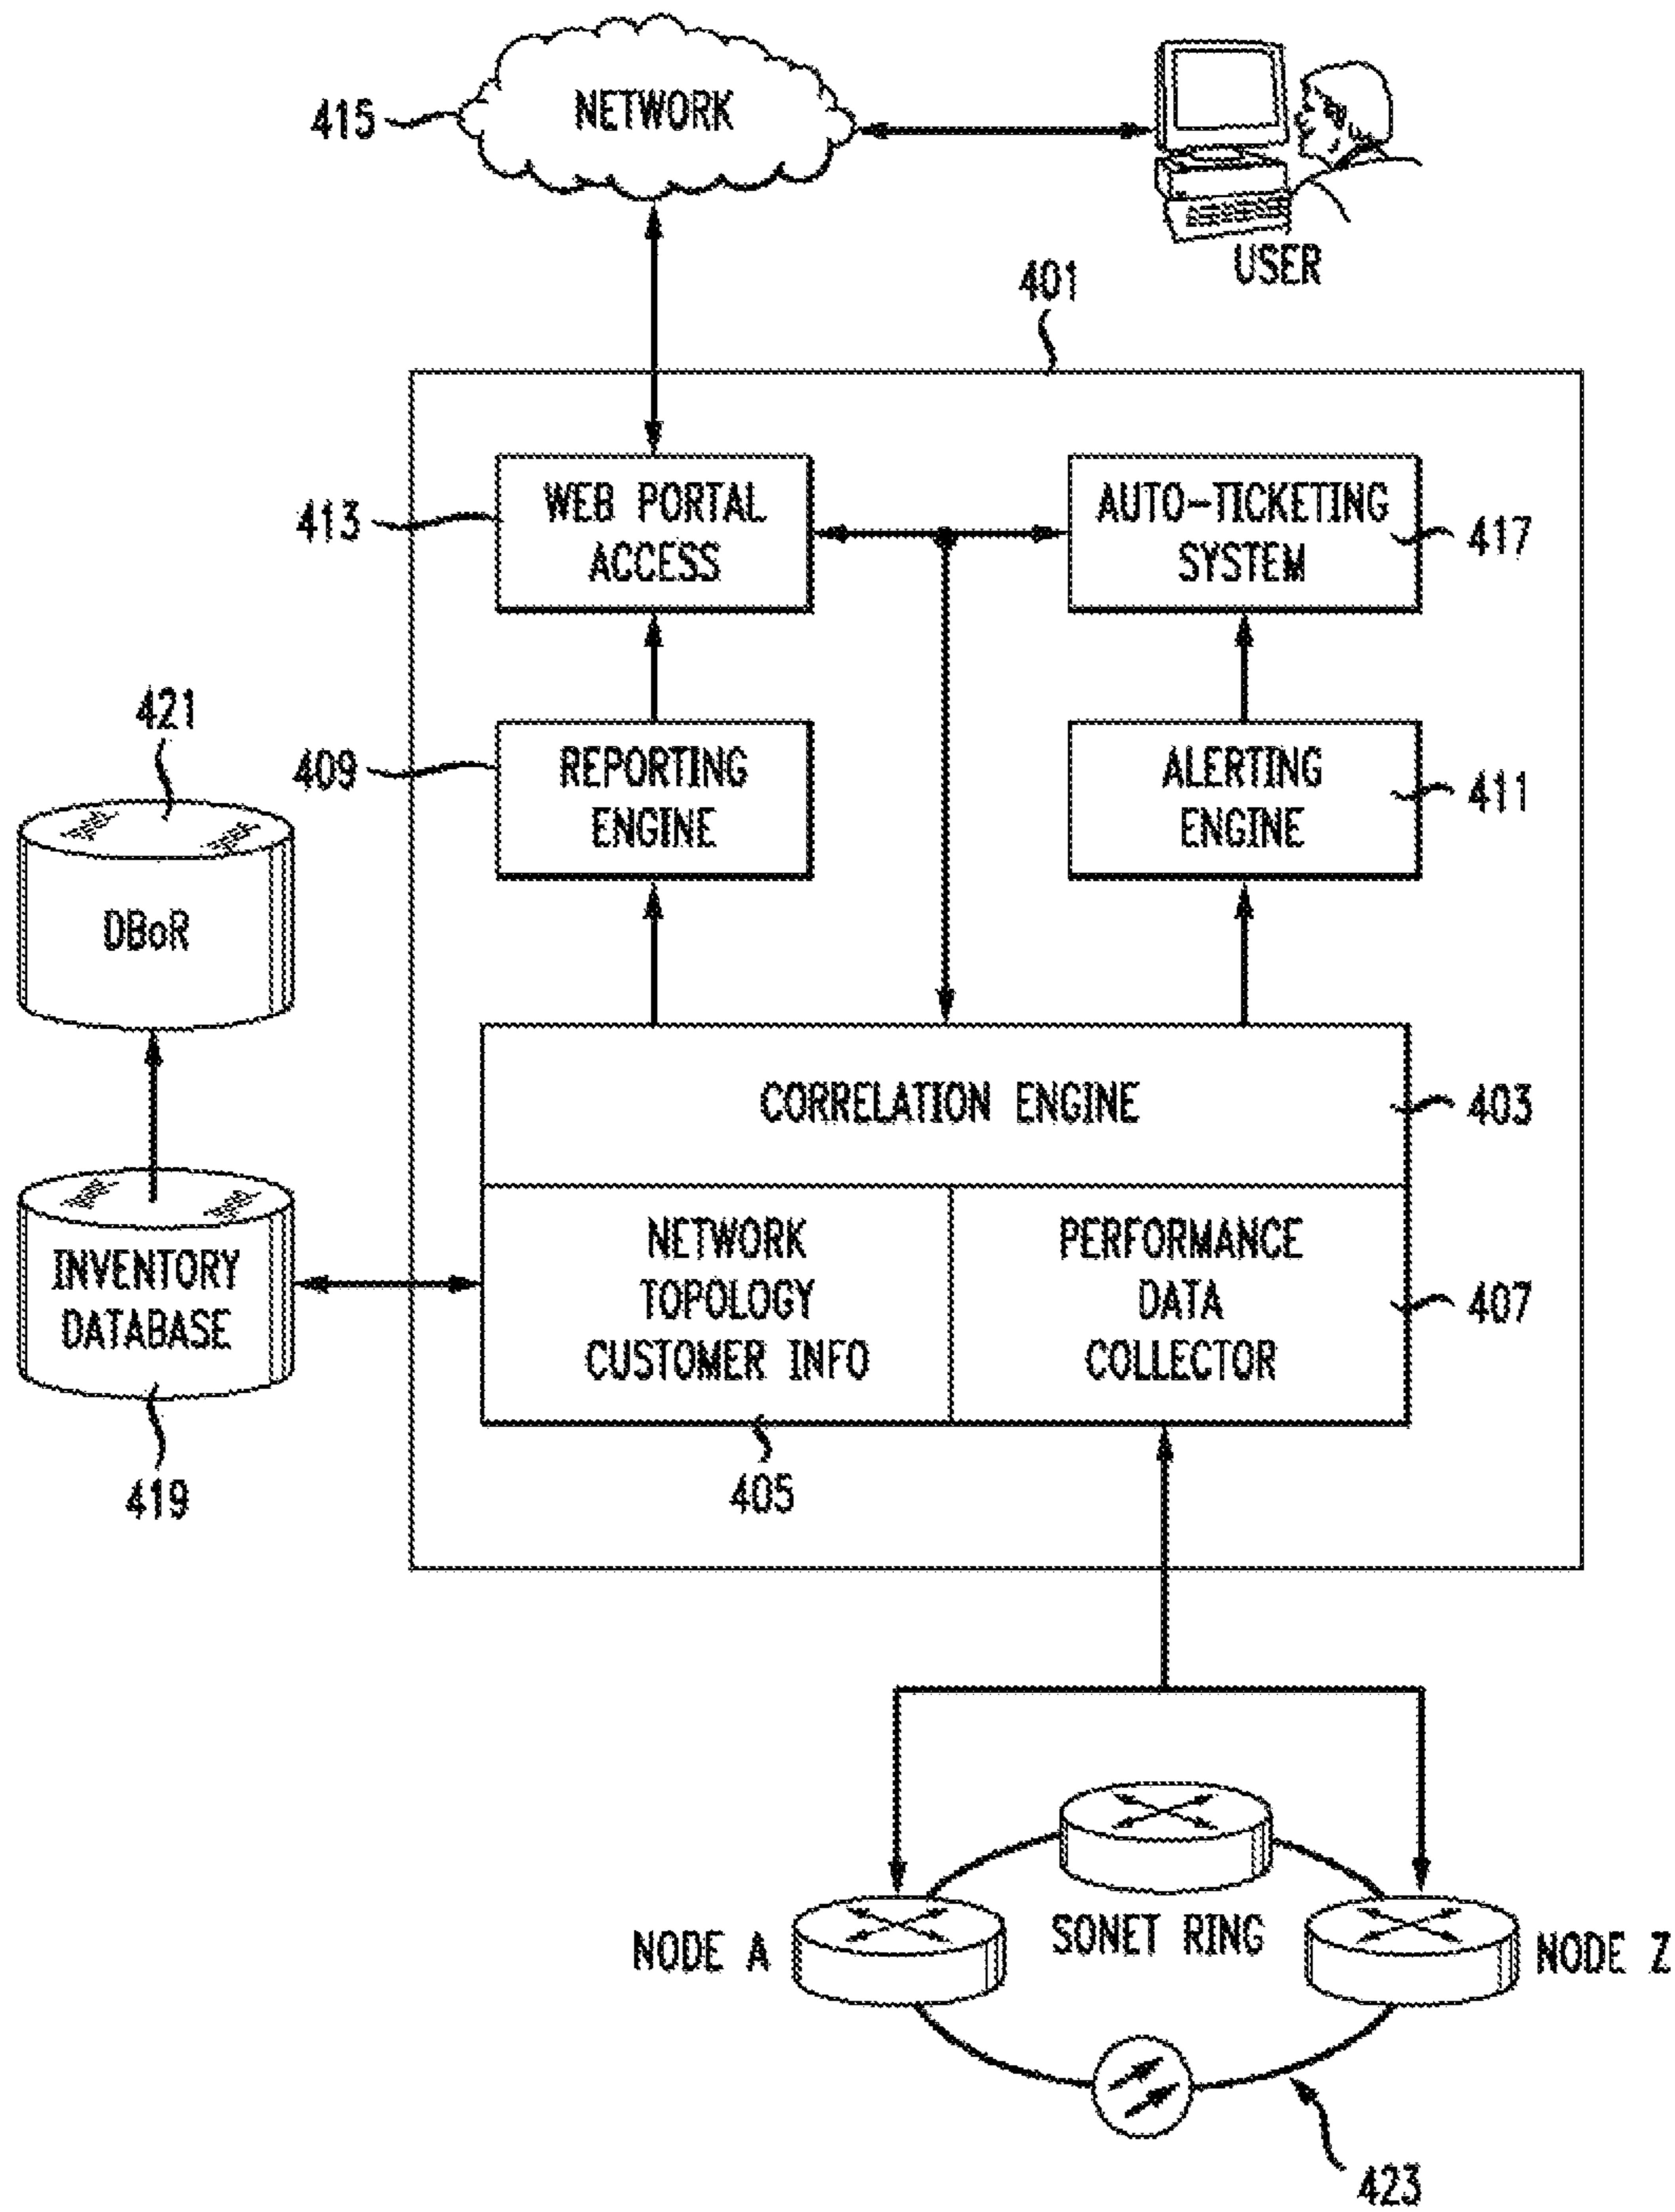 415
NETWORK
USER
401
413
WEB PORTAL
ACCESS
AUTO-TICKETING
SYSTEM
417
421
409
REPORTING
ENGINE
ALERTING
ENGINE
411
DBoR
CORRELATION ENGINE
403
INVENTORY
DATABASE
NETWORK
TOPOLOGY
CUSTOMER INFO
PERFORMANCE
DATA
COLLECTOR
407
419
405
NODE A
SONET RING
NODE Z
423